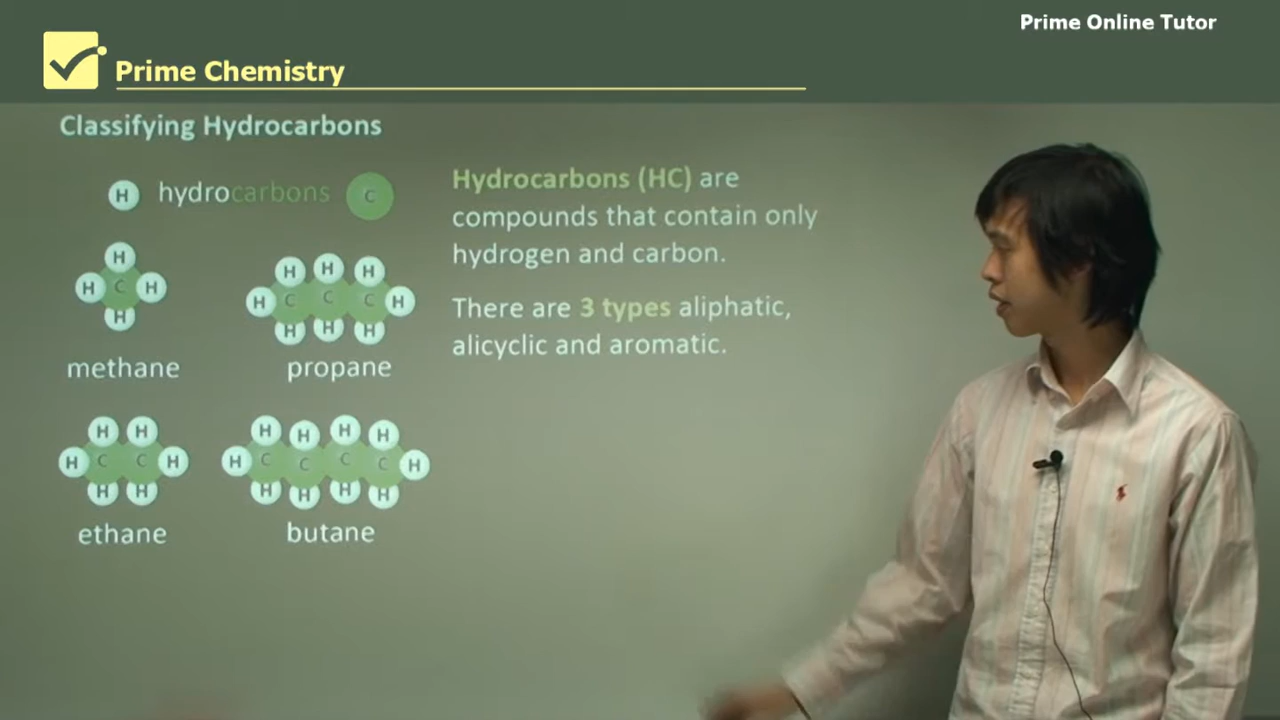 Prime Online Tutor
Prime Chemistry
Classifying Hydrocarbons
H hydrocarbons C
Hydrocarbons (HC) are
compounds that contain only
hydrogen and carbon.
There are 3 types aliphatic,
alicyclic and aromatic.
H
H C H
H
methane
H H H
H C C C H
H H H
propane
H H
H C C H
H H
ethane
H H H H
H C C C C H
H H H H
butane